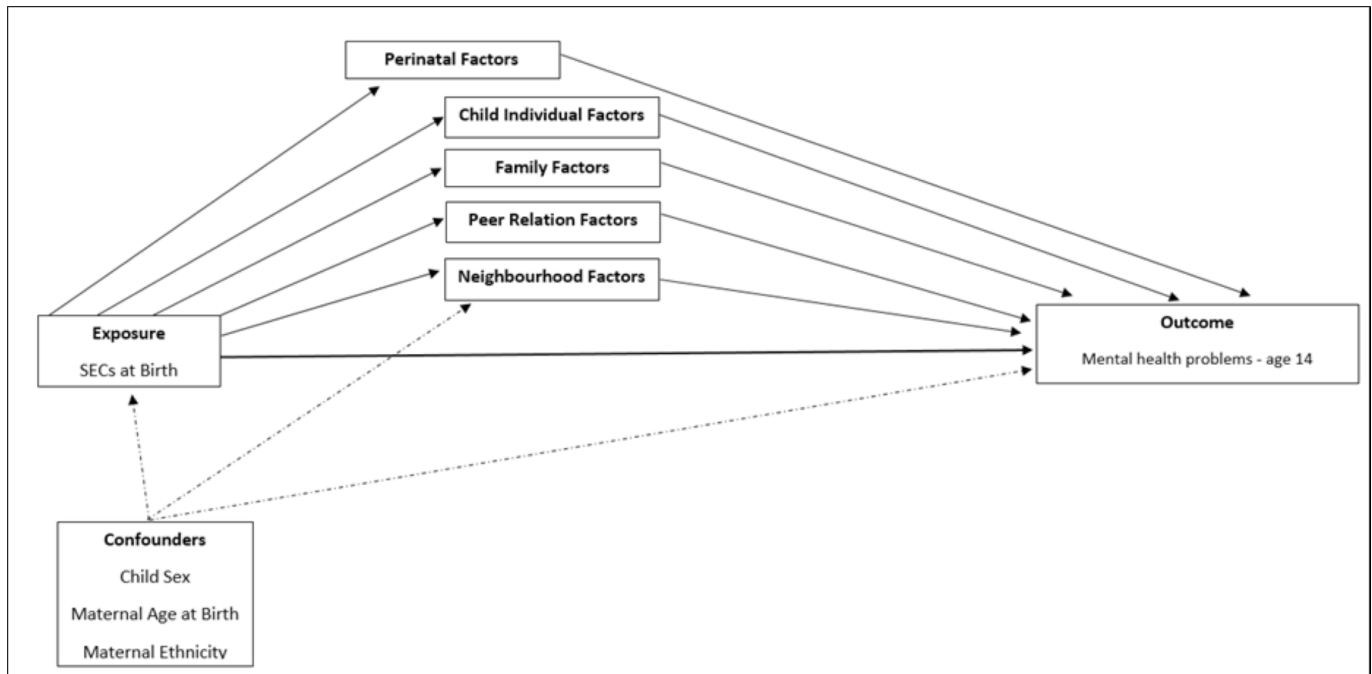 Perinatal Factors
Child Individual Factors
Family Factors
Peer Relation Factors
Neighbourhood Factors
Exposure
SECs at Birth
Outcome
Mental health problems - age 14
Confounders
Child Sex
Maternal Age at Birth
Maternal Ethnicity